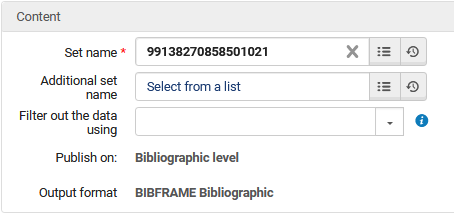 Content
Set name * 99138270858501021
Additional set name Select from a list
Filter out the data using
Publish on: Bibliographic level
Output format BIBFRAME Bibliographic